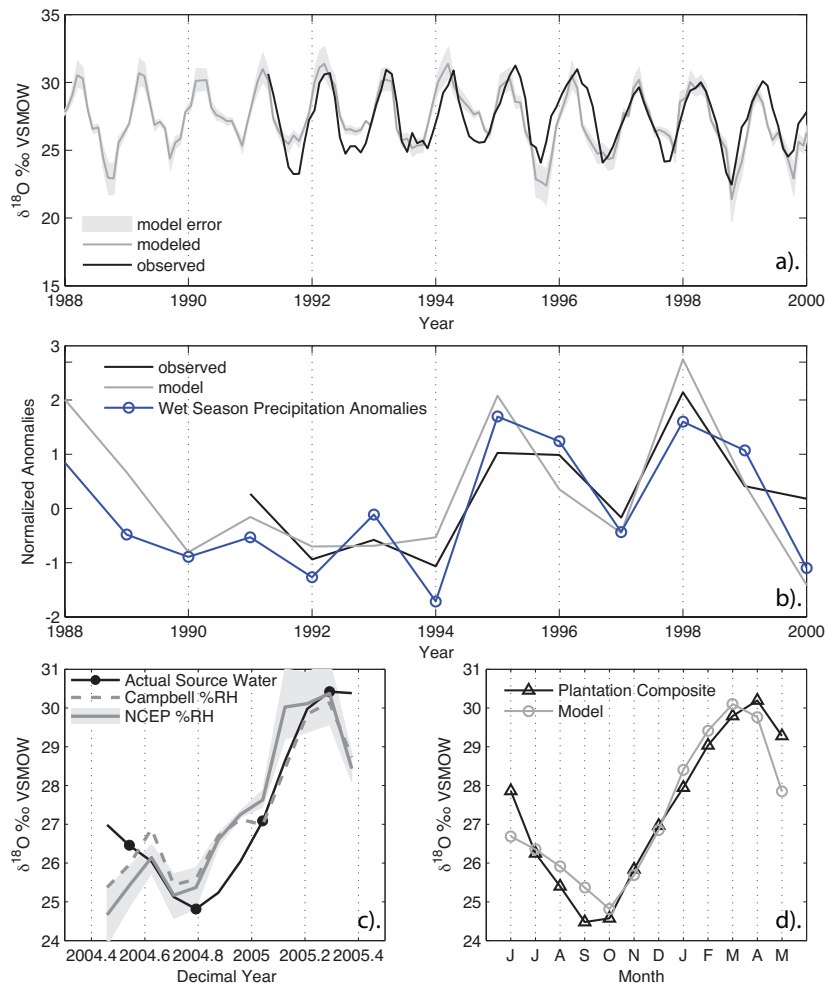 35
30
25
20
15
δ18O ‰ VSMOW
model error
modeled
observed
a).
1988 1990 1992 1994 1996 1998 2000
Year
3
2
1
0
-1
-2
Normalized Anomalies
observed
model
Wet Season Precipitation Anomalies
b).
1988 1990 1992 1994 1996 1998 2000
Year
31
30
29
28
27
26
25
24
δ18O ‰ VSMOW
Actual Source Water
Campbell %RH
NCEP %RH
c).
2004.4 2004.6 2004.8 2005 2005.2 2005.4
Decimal Year
31
30
29
28
27
26
25
24
δ18O ‰ VSMOW
Plantation Composite
Model
d).
J J A S O N D J F M A M
Month